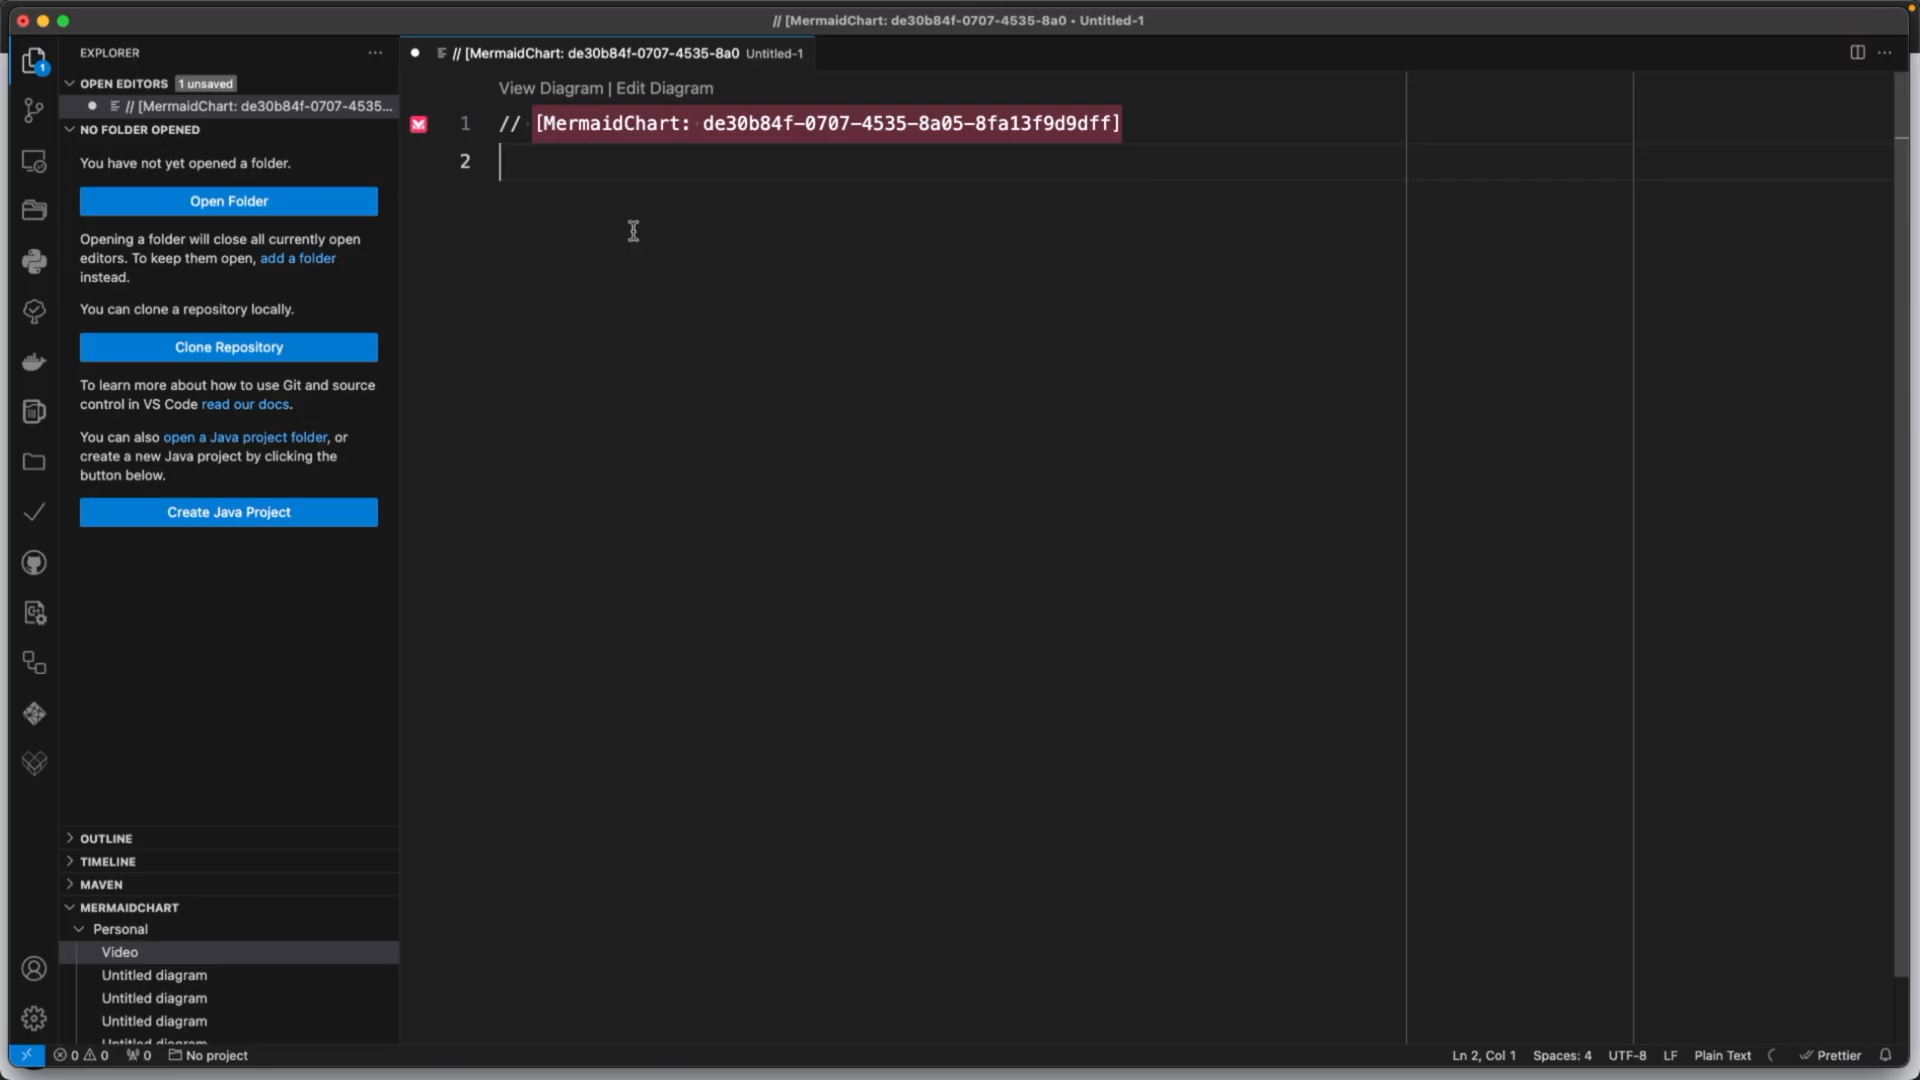 // [MermaidChart: de30b84f-0707-4535-8a0 • Untitled-1
EXPLORER
// [MermaidChart: de30b84f-0707-4535-8a0 Untitled-1
OPEN EDITORS 1 unsaved
// [MermaidChart: de30b84f-0707-4535...
NO FOLDER OPENED
You have not yet opened a folder.
Open Folder
Opening a folder will close all currently open
editors. To keep them open, add a folder
instead.
You can clone a repository locally.
Clone Repository
To learn more about how to use Git and source
control in VS Code read our docs.
You can also open a Java project folder, or
create a new Java project by clicking the
button below.
Create Java Project
OUTLINE
TIMELINE
MAVEN
MERMAIDCHART
Personal
Video
Untitled diagram
Untitled diagram
Untitled diagram
Untitled diagram
View Diagram | Edit Diagram
1 // [MermaidChart: de30b84f-0707-4535-8a05-8fa13f9d9dff]
2
1
0 0 0 No project
Ln 2, Col 1 Spaces: 4 UTF-8 LF Plain Text Prettier